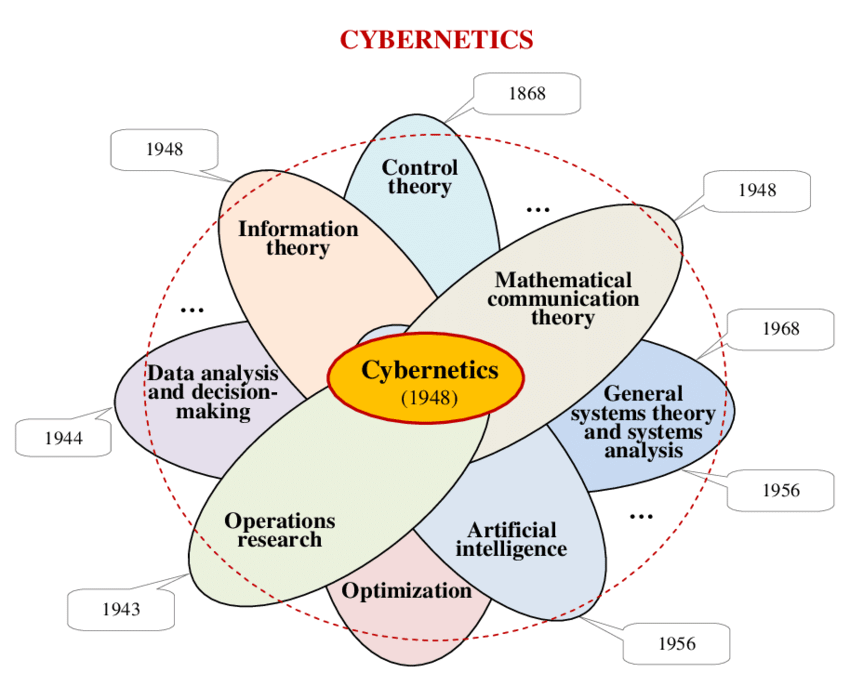 CYBERNETICS
1868
1948
Control
theory
1948
...
Information
theory
Mathematical
communication
theory
...
1968
Cybernetics
(1948)
Data analysis
and decision-
making
General
systems theory
and systems
analysis
1944
1956
...
Operations
research
Artificial
intelligence
Optimization
1943
1956